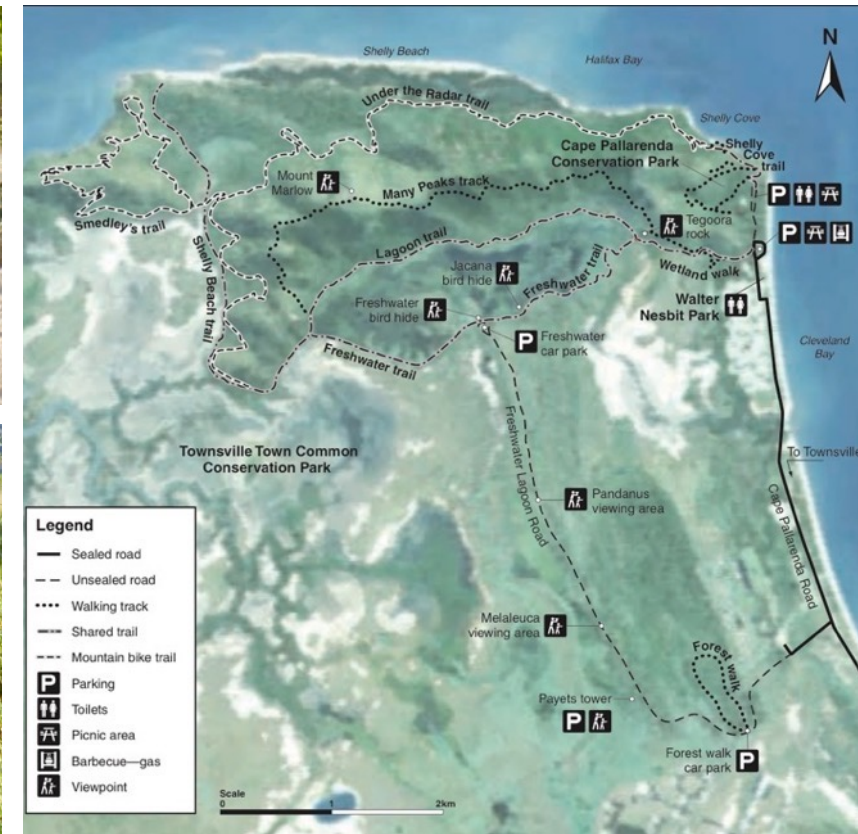 Shelly Beach
Halifax Bay
N
Under the Radar trail
Shelly Cove
Shelly
Cove
trail
Cape Pallarenda
Conservation Park
P
Mount
Marlow
Many Peaks track
Tegoora
rock
P
Smedley's trail
Shelly Beach trail
Lagoon trail
Jacana
bird hide
Freshwater trail
Wetland walk
Freshwater
bird hide
Walter
Nesbit Park
P
Freshwater
car park
Cleveland
Bay
Freshwater trail
Townsville Town Common
Conservation Park
Freshwater Lagoon Road
To Townsville
Pandanus
viewing area
Cape Pallarenda Road
Legend
Sealed road
Unsealed road
Walking track
Shared trail
Mountain bike trail
P Parking
Toilets
Picnic area
Barbecue—gas
Viewpoint
Melaleuca
viewing area
Forest walk
Payets tower
P
Forest walk
car park
P
Scale
0 1 2km